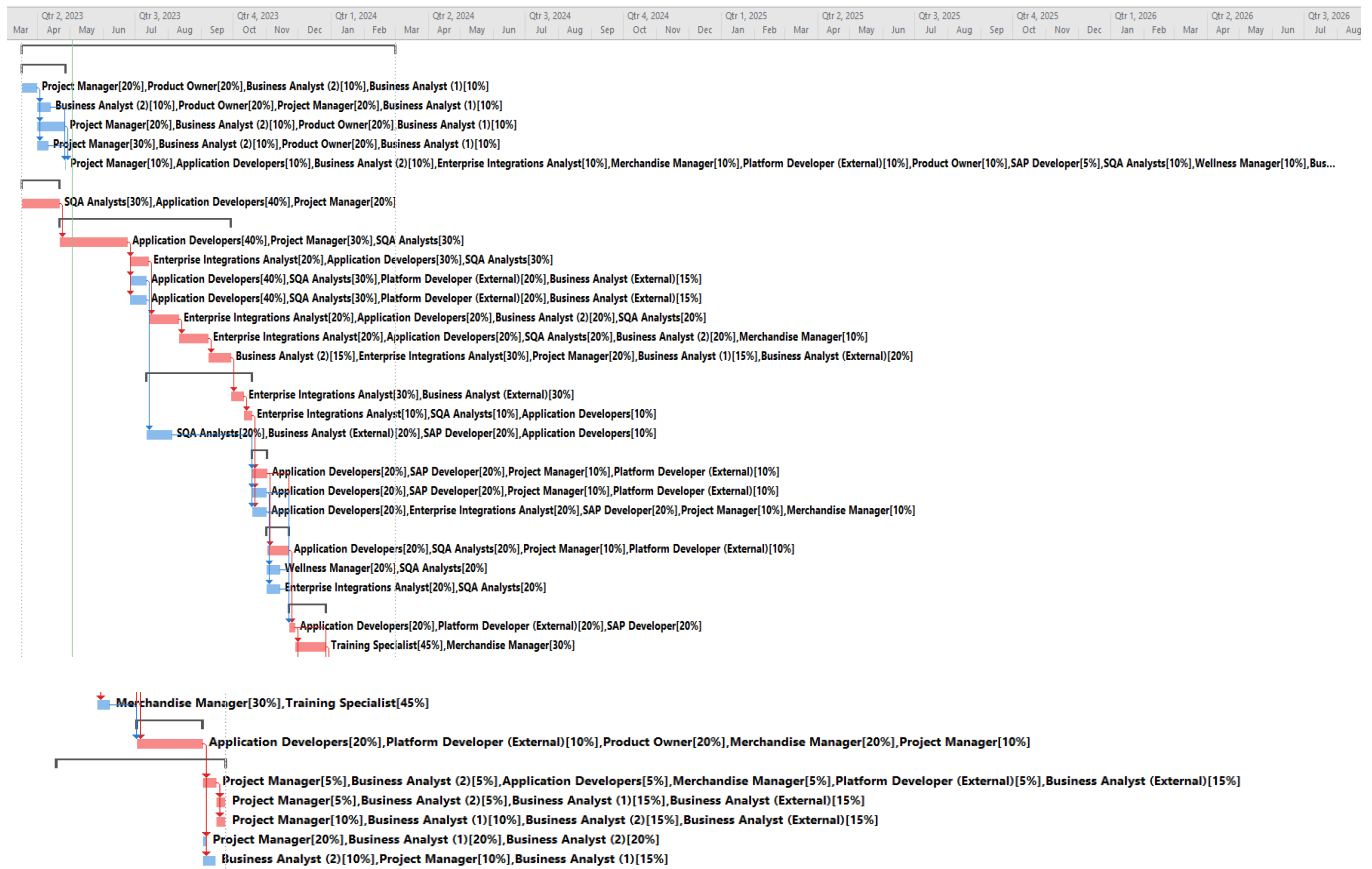 Qtr 2, 2023 Qtr 3, 2023 Qtr 4, 2023 Qtr 1, 2024 Qtr 2, 2024 Qtr 3, 2024 Qtr 4, 2024 Qtr 1, 2025 Qtr 2, 2025 Qtr 3, 2025 Qtr 4, 2025 Qtr 1, 2026 Qtr 2, 2026 Qtr 3, 2026
Mar Apr May Jun Jul Aug Sep Oct Nov Dec Jan Feb Mar Apr May Jun Jul Aug Sep Oct Nov Dec Jan Feb Mar Apr May Jun Jul Aug Sep Oct Nov Dec Jan Feb Mar Apr May Jun Jul Aug
Project Manager[20%],Product Owner[20%],Business Analyst (2)[10%],Business Analyst (1)[10%]
Business Analyst (2)[10%],Product Owner[20%],Project Manager[20%],Business Analyst (1)[10%]
Project Manager[20%],Business Analyst (2)[10%],Product Owner[20%],Business Analyst (1)[10%]
Project Manager[30%],Business Analyst (2)[10%],Product Owner[20%],Business Analyst (1)[10%]
Project Manager[10%],Application Developers[10%],Business Analyst (2)[10%],Enterprise Integrations Analyst[10%],Merchandise Manager[10%],Platform Developer (External)[10%],Product Owner[10%],SAP Developer[5%],SQA Analysts[10%],Wellness Manager[10%],Bus...
SQA Analysts[30%],Application Developers[40%],Project Manager[20%]
Application Developers[40%],Project Manager[30%],SQA Analysts[30%]
Enterprise Integrations Analyst[20%],Application Developers[30%],SQA Analysts[30%]
Application Developers[40%],SQA Analysts[30%],Platform Developer (External)[20%],Business Analyst (External)[15%]
Application Developers[40%],SQA Analysts[30%],Platform Developer (External)[20%],Business Analyst (External)[15%]
Enterprise Integrations Analyst[20%],Application Developers[20%],Business Analyst (2)[20%],SQA Analysts[20%]
Enterprise Integrations Analyst[20%],Application Developers[20%],SQA Analysts[20%],Business Analyst (2)[20%],Merchandise Manager[10%]
Business Analyst (2)[15%],Enterprise Integrations Analyst[30%],Project Manager[20%],Business Analyst (1)[15%],Business Analyst (External)[20%]
Enterprise Integrations Analyst[30%],Business Analyst (External)[30%]
Enterprise Integrations Analyst[10%],SQA Analysts[10%],Application Developers[10%]
SQA Analysts[20%],Business Analyst (External)[20%],SAP Developer[20%],Application Developers[10%]
Application Developers[20%],SAP Developer[20%],Project Manager[10%],Platform Developer (External)[10%]
Application Developers[20%],SAP Developer[20%],Project Manager[10%],Platform Developer (External)[10%]
Application Developers[20%],Enterprise Integrations Analyst[20%],SAP Developer[20%],Project Manager[10%],Merchandise Manager[10%]
Application Developers[20%],SQA Analysts[20%],Project Manager[10%],Platform Developer (External)[10%]
Wellness Manager[20%],SQA Analysts[20%]
Enterprise Integrations Analyst[20%],SQA Analysts[20%]
Application Developers[20%],Platform Developer (External)[20%],SAP Developer[20%]
Training Specialist[45%],Merchandise Manager[30%]
Merchandise Manager[30%],Training Specialist[45%]
Application Developers[20%],Platform Developer (External)[10%],Product Owner[20%],Merchandise Manager[20%],Project Manager[10%]
Project Manager[5%],Business Analyst (2)[5%],Application Developers[5%],Merchandise Manager[5%],Platform Developer (External)[5%],Business Analyst (External)[15%]
Project Manager[5%],Business Analyst (2)[5%],Business Analyst (1)[15%],Business Analyst (External)[15%]
Project Manager[10%],Business Analyst (1)[10%],Business Analyst (2)[15%],Business Analyst (External)[15%]
Project Manager[20%],Business Analyst (1)[20%],Business Analyst (2)[20%]
Business Analyst (2)[10%],Project Manager[10%],Business Analyst (1)[15%]